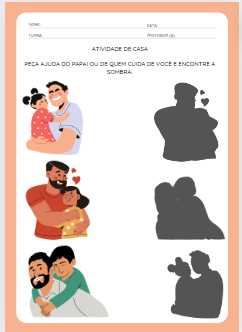 NOME: DATA:
TURMA: PROFESSOR (A):
ATIVIDADE DE CASA
PEÇA AJUDA DO PAPAI OU DE QUEM CUIDA DE VOCÊ E ENCONTRE A
SOMBRA.